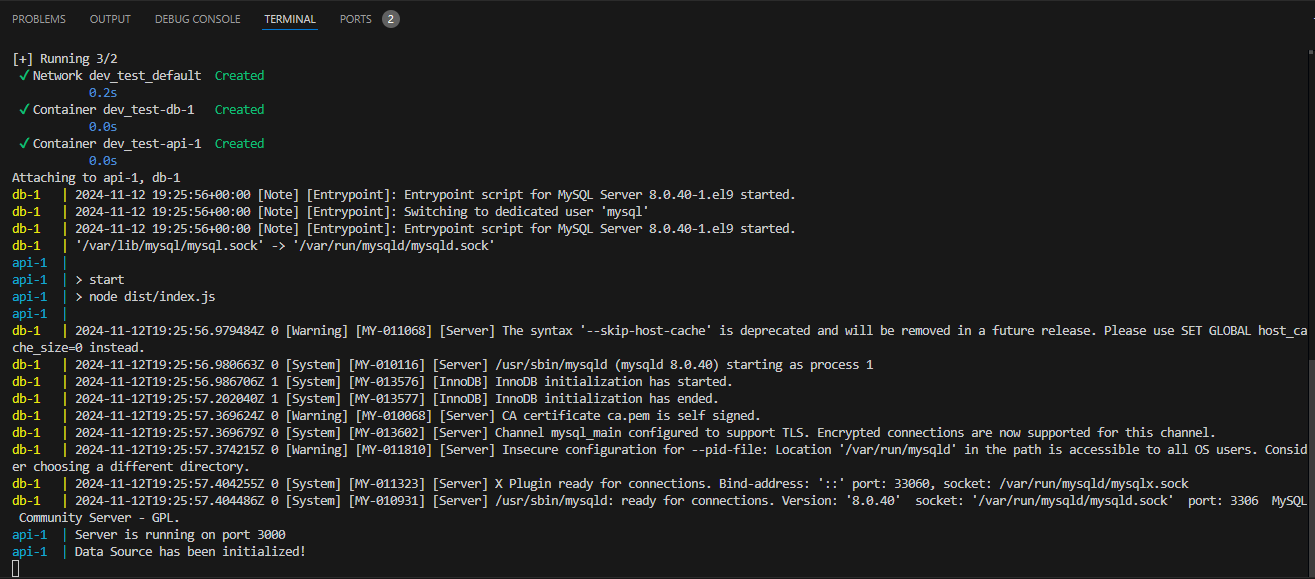 PROBLEMS OUTPUT DEBUG CONSOLE TERMINAL PORTS 2
[+] Running 3/2
✓ Network dev_test_default Created
0.2s
✓ Container dev_test-db-1 Created
0.0s
✓ Container dev_test-api-1 Created
0.0s
Attaching to api-1, db-1
db-1 | 2024-11-12 19:25:56+00:00 [Note] [Entrypoint]: Entrypoint script for MySQL Server 8.0.40-1.el9 started.
db-1 | 2024-11-12 19:25:56+00:00 [Note] [Entrypoint]: Switching to dedicated user 'mysql'
db-1 | 2024-11-12 19:25:56+00:00 [Note] [Entrypoint]: Entrypoint script for MySQL Server 8.0.40-1.el9 started.
db-1 | '/var/lib/mysql/mysql.sock' -> '/var/run/mysqld/mysqld.sock'
api-1 |
api-1 | > start
api-1 | > node dist/index.js
api-1 |
db-1 | 2024-11-12T19:25:56.979484Z 0 [Warning] [MY-011068] [Server] The syntax '--skip-host-cache' is deprecated and will be removed in a future release. Please use SET GLOBAL host_ca
che_size=0 instead.
db-1 | 2024-11-12T19:25:56.980663Z 0 [System] [MY-010116] [Server] /usr/sbin/mysqld (mysqld 8.0.40) starting as process 1
db-1 | 2024-11-12T19:25:56.986706Z 1 [System] [MY-013576] [InnoDB] InnoDB initialization has started.
db-1 | 2024-11-12T19:25:57.202040Z 1 [System] [MY-013577] [InnoDB] InnoDB initialization has ended.
db-1 | 2024-11-12T19:25:57.369624Z 0 [Warning] [MY-010068] [Server] CA certificate ca.pem is self signed.
db-1 | 2024-11-12T19:25:57.369679Z 0 [System] [MY-013602] [Server] Channel mysql_main configured to support TLS. Encrypted connections are now supported for this channel.
db-1 | 2024-11-12T19:25:57.374215Z 0 [Warning] [MY-011810] [Server] Insecure configuration for --pid-file: Location '/var/run/mysqld' in the path is accessible to all OS users. Consid
er choosing a different directory.
db-1 | 2024-11-12T19:25:57.404255Z 0 [System] [MY-011323] [Server] X Plugin ready for connections. Bind-address: '::' port: 33060, socket: /var/run/mysqld/mysqlx.sock
db-1 | 2024-11-12T19:25:57.404486Z 0 [System] [MY-010931] [Server] /usr/sbin/mysqld: ready for connections. Version: '8.0.40' socket: '/var/run/mysqld/mysqld.sock' port: 3306 MySQL
Community Server - GPL.
api-1 | Server is running on port 3000
api-1 | Data Source has been initialized!